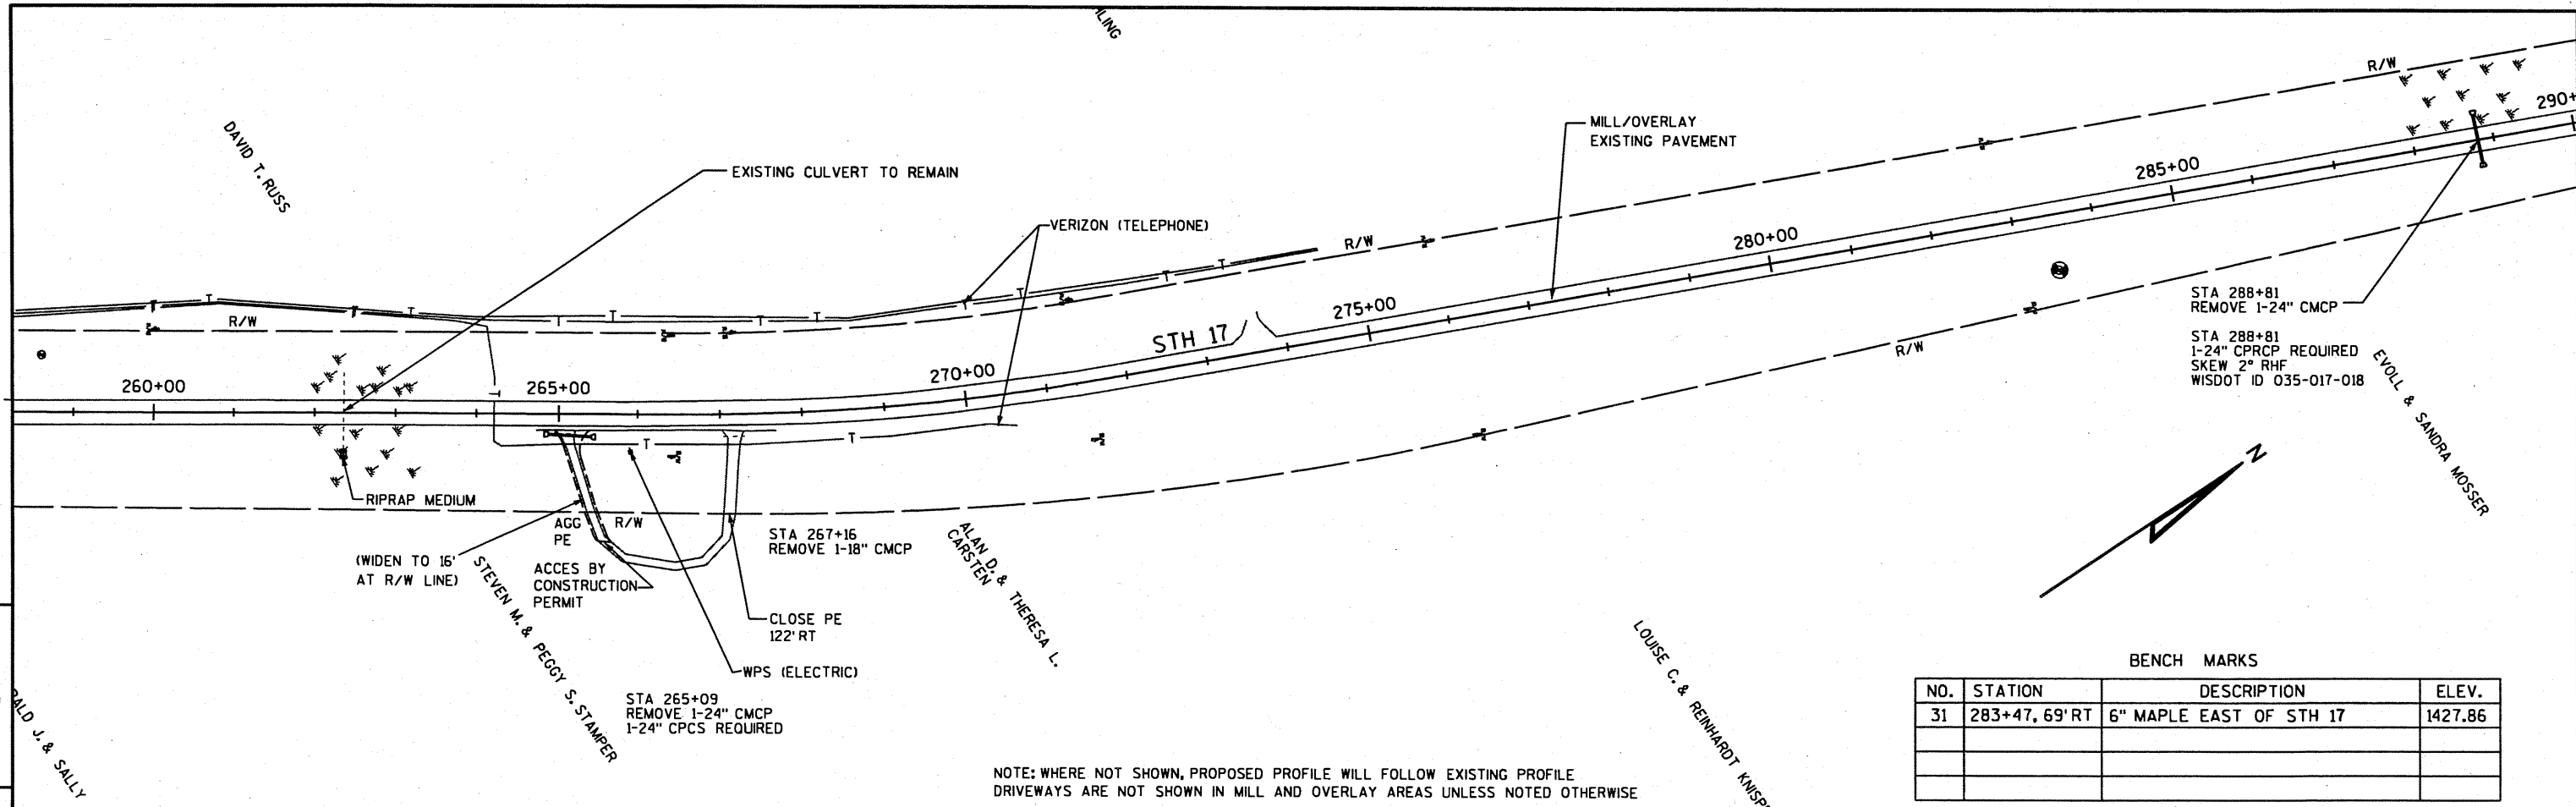 DAVID T. RUSS
EXISTING CULVERT TO REMAIN
VERIZON (TELEPHONE)
MILL/OVERLAY
EXISTING PAVEMENT
R/W
R/W
R/W
R/W
R/W
260+00
265+00
270+00
STH 17
275+00
280+00
285+00
T
T
T
T
T
T
T
T
T
T
T
T
T
RIPRAP MEDIUM
(WIDEN TO 16'
AT R/W LINE)
AGG
PE
ACCES BY
CONSTRUCTION
PERMIT
STA 267+16
REMOVE 1-18" CMCP
CLOSE PE
122' RT
WPS (ELECTRIC)
STA 265+09
REMOVE 1-24" CMCP
1-24" CPCS REQUIRED
STEVEN M. & PEGGY S. STAMPER
ALAN D. & THERESA L.
CARSTEN
LOUISE C. & REINHARDT
STA 288+81
REMOVE 1-24" CMCP
STA 288+81
1-24" CPRCP REQUIRED
SKEW 2° RHF
WISDOT ID 035-017-018
EVOLL & SANDRA MOSSER
N
J. & SALLY
NOTE: WHERE NOT SHOWN, PROPOSED PROFILE WILL FOLLOW EXISTING PROFILE
DRIVEWAYS ARE NOT SHOWN IN MILL AND OVERLAY AREAS UNLESS NOTED OTHERWISE
BENCH MARKS
NO. STATION DESCRIPTION ELEV.
31 283+47, 69' RT 6" MAPLE EAST OF STH 17 1427.86